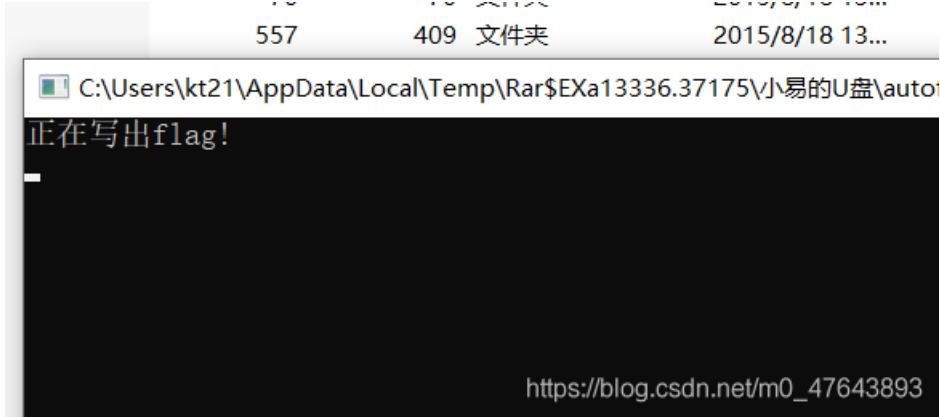 557 409 文件夹 2015/8/18 13...
C:\Users\kt21\AppData\Local\Temp\Rar$EXa13336.37175\小易的U盘\autof
正在写出flag!
https://blog.csdn.net/m0_47643893